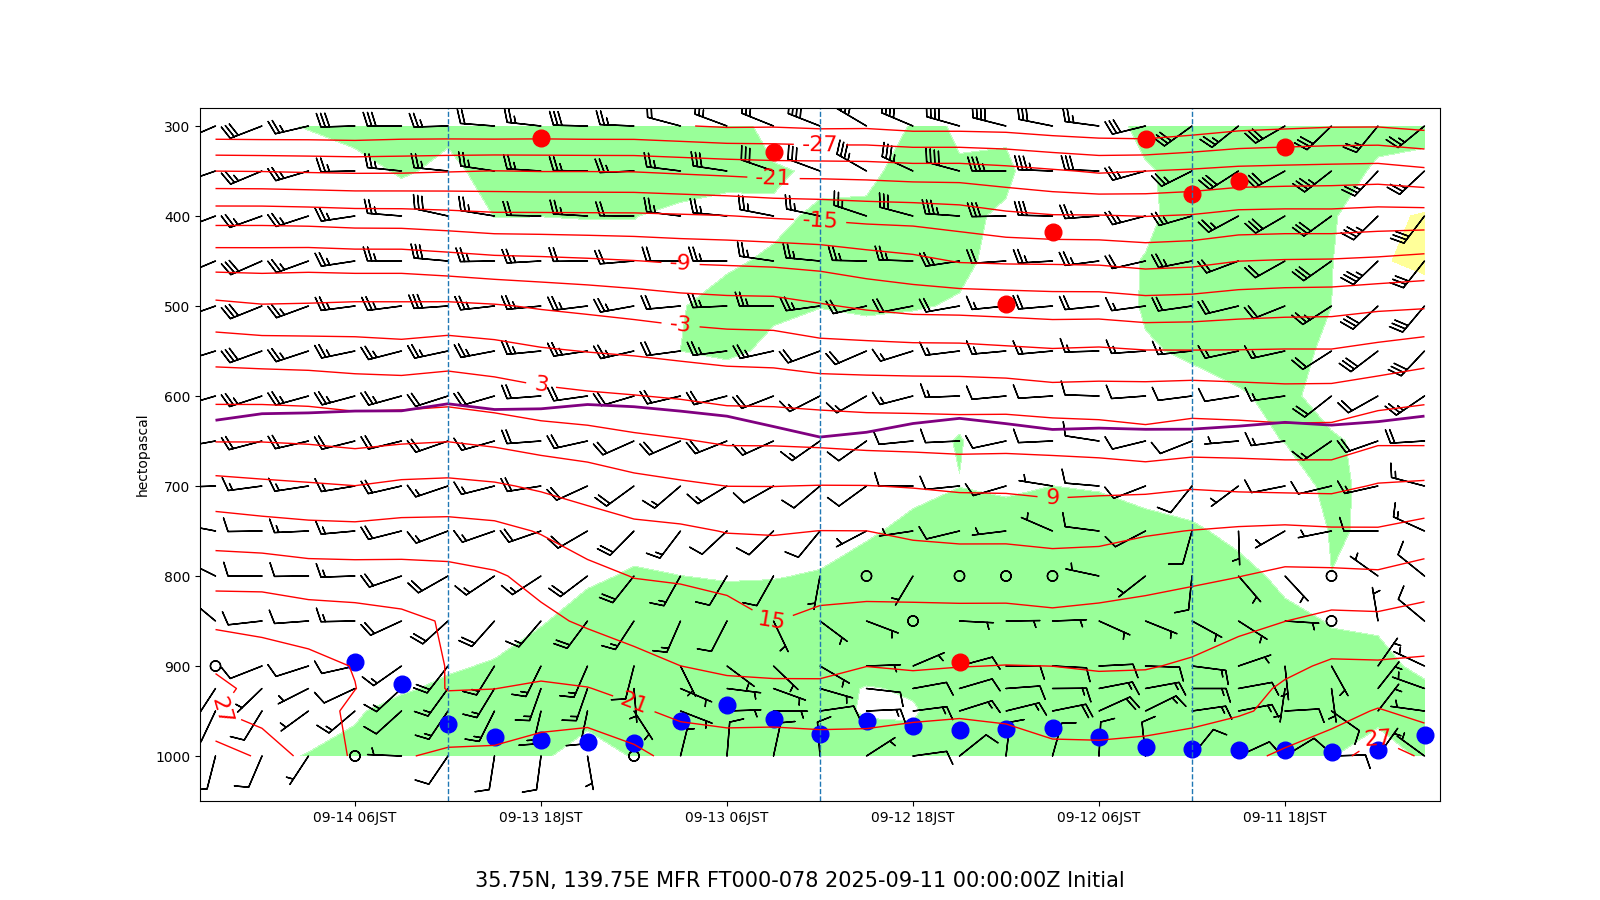 300
400
500
600
700
800
900
1000
hectopascal
-27
-21
-15
-9
-3
3
9
15
21
27
27
09-14 06JST
09-13 18JST
09-13 06JST
09-12 18JST
09-12 06JST
09-11 18JST
35.75N, 139.75E MFR FT000-078 2025-09-11 00:00:00Z Initial